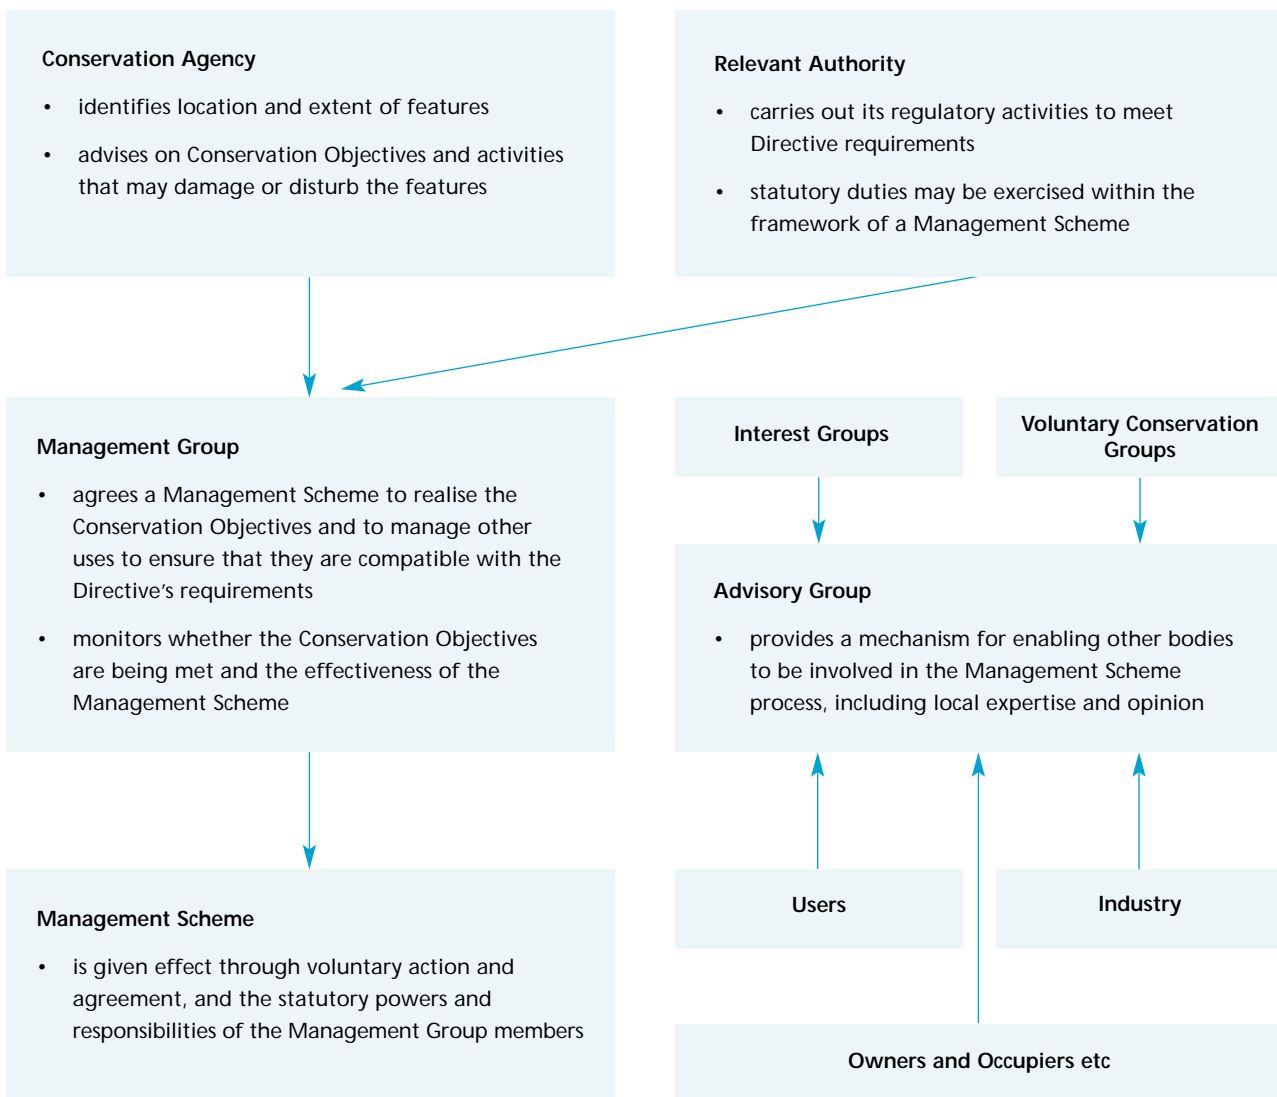 Conservation Agency
• identifies location and extent of features
• advises on Conservation Objectives and activities
that may damage or disturb the features
Relevant Authority
• carries out its regulatory activities to meet
Directive requirements
• statutory duties may be exercised within the
framework of a Management Scheme
Management Group
• agrees a Management Scheme to realise the
Conservation Objectives and to manage other
uses to ensure that they are compatible with the
Directive’s requirements
• monitors whether the Conservation Objectives
are being met and the effectiveness of the
Management Scheme
Interest Groups
Voluntary Conservation
Groups
Advisory Group
• provides a mechanism for enabling other bodies
to be involved in the Management Scheme
process, including local expertise and opinion
Management Scheme
• is given effect through voluntary action and
agreement, and the statutory powers and
responsibilities of the Management Group members
Users
Industry
Owners and Occupiers etc